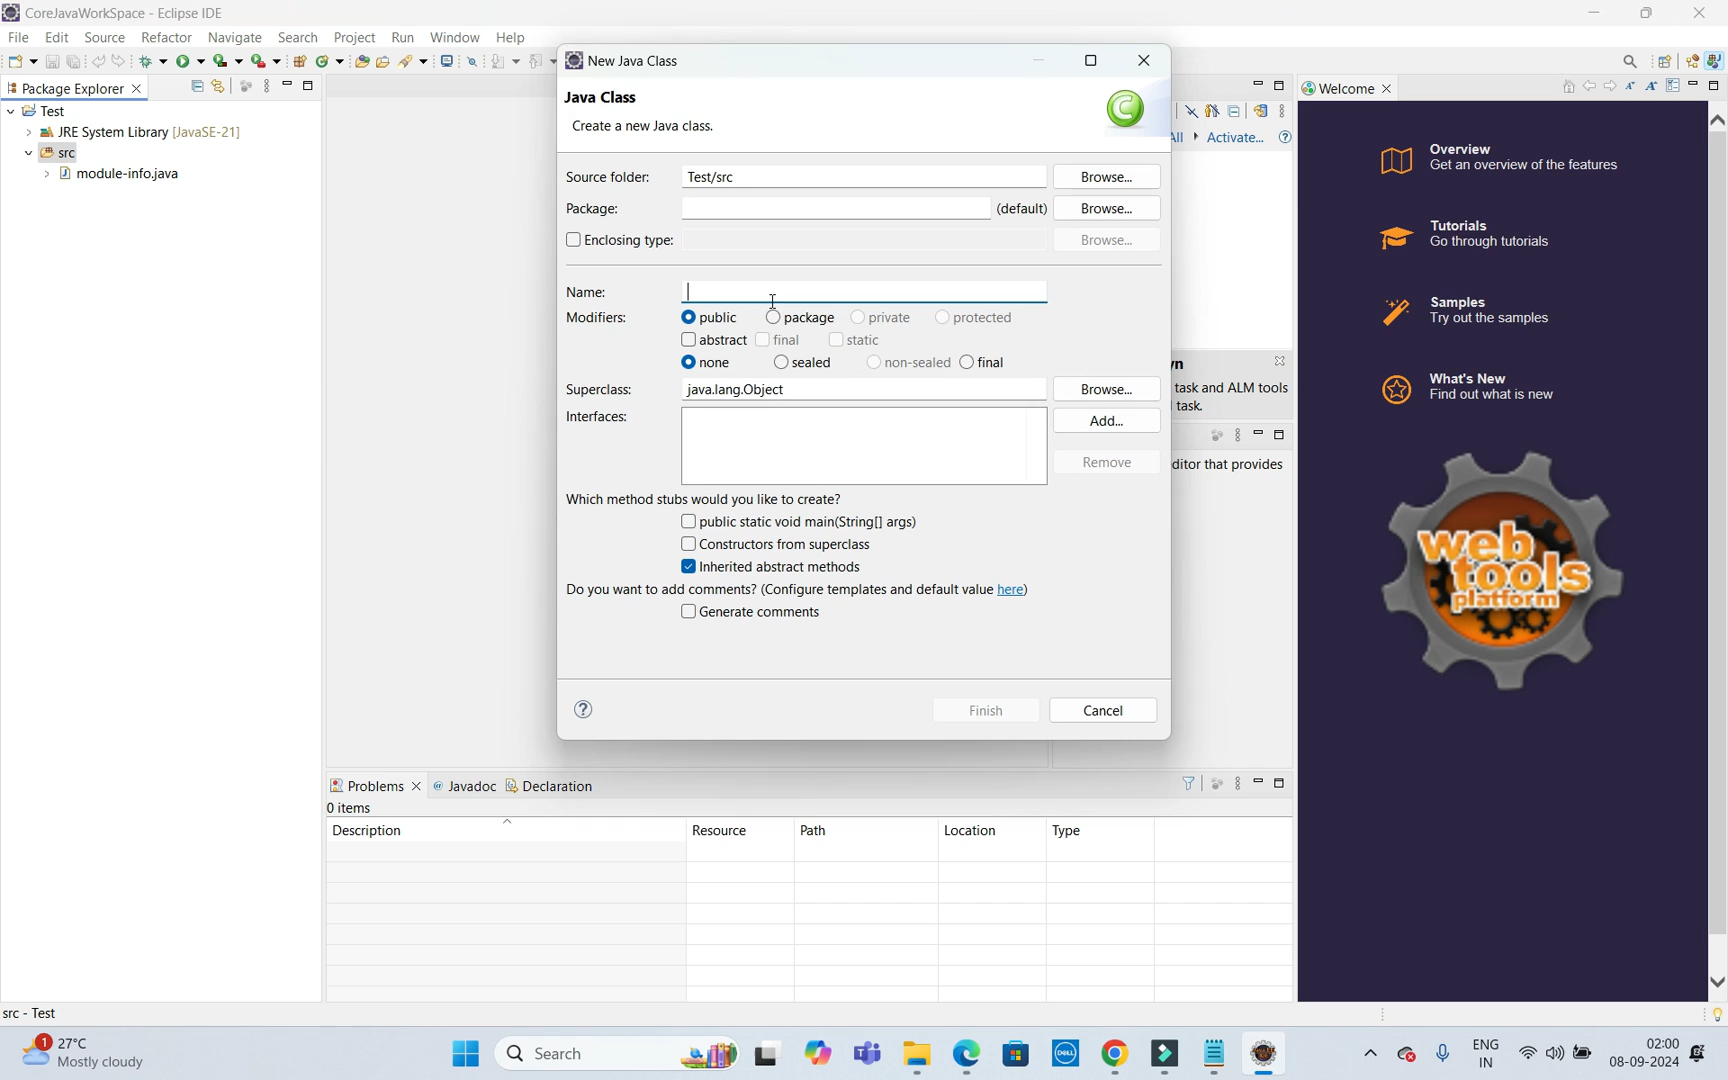 CoreJavaWorkSpace - Eclipse IDE
File Edit Source Refactor Navigate Search Project Run Window Help
Package Explorer
Test
JRE System Library [JavaSE-21]
src
module-info.java
New Java Class
Java Class
Create a new Java class.
Source folder: Test/src Browse...
Package: (default) Browse...
Enclosing type: Browse...
Name:
Modifiers: public package private protected
abstract final static
none sealed non-sealed final
Superclass: java.lang.Object Browse...
Interfaces: Add...
Remove
Which method stubs would you like to create?
public static void main(String[] args)
Constructors from superclass
Inherited abstract methods
Do you want to add comments? (Configure templates and default value here)
Generate comments
Finish Cancel
All Activate...
yn
task and ALM tools
task.
ditor that provides
Welcome
Overview
Get an overview of the features
Tutorials
Go through tutorials
Samples
Try out the samples
What's New
Find out what is new
web
tools
platform
Problems Javadoc Declaration
0 items
Description Resource Path Location Type
src - Test
1
27°C
Mostly cloudy
Search
DELL
ENG
IN
02:00
08-09-2024